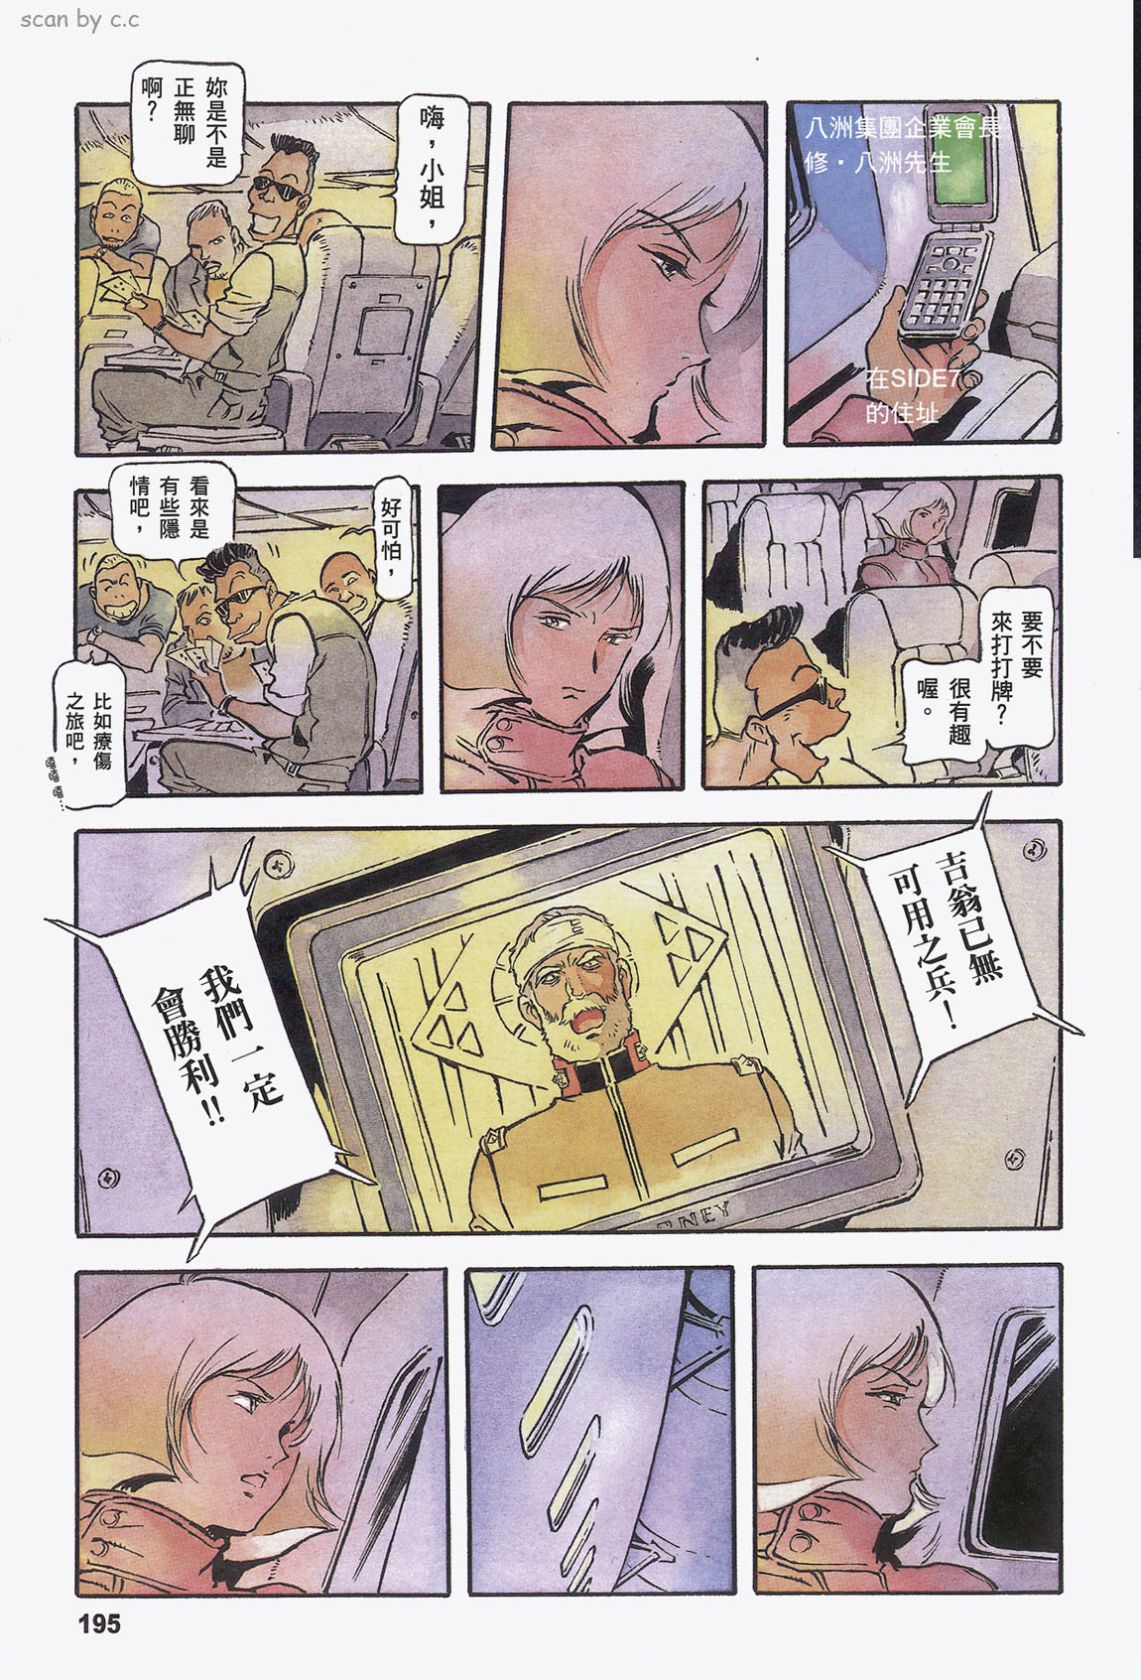 scan by c.c
八洲集團企業會長
修・八洲先生
在SIDE7
的住址
嗨，小姐，
妳是不是
正無聊
啊？
要不要
來打打牌？
很有趣
喔。
好可怕，
看來是
有些隱
情吧，
比如療傷
之旅吧，
嘻嘻嘻…
吉翁已無
可用之兵！
我們一定
會勝利!!
ONEY
195